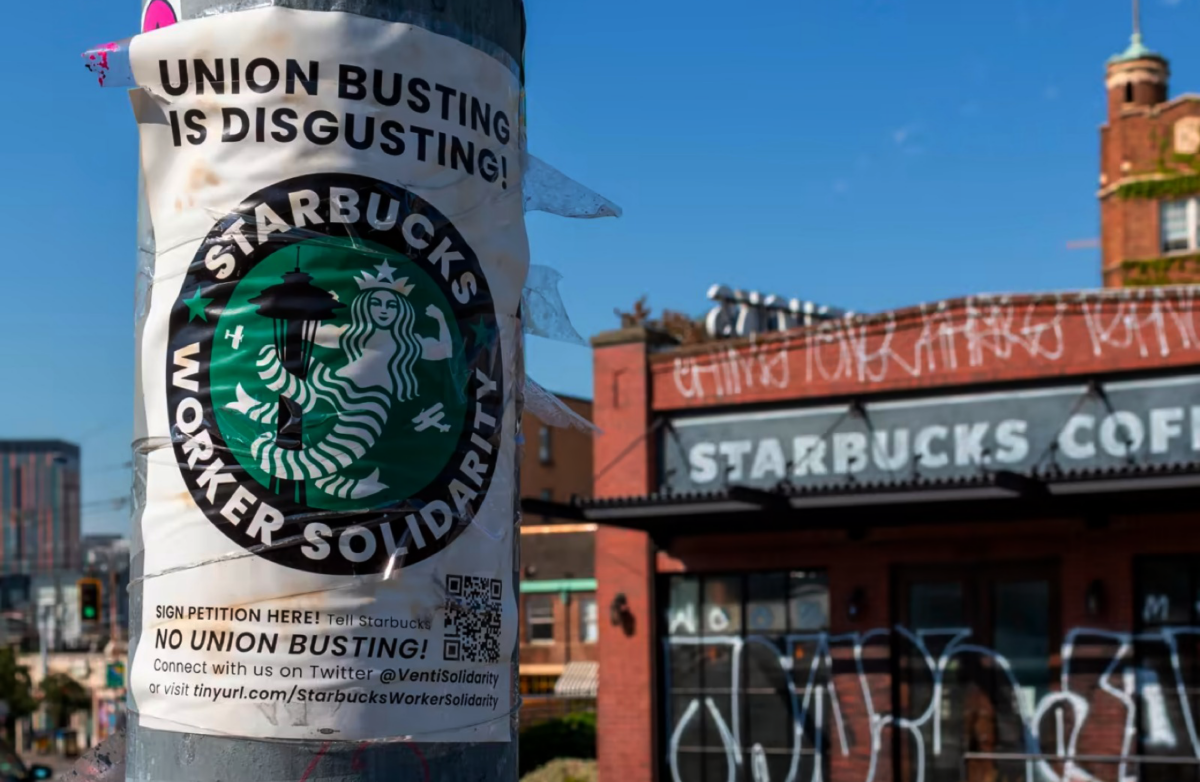 UNION BUSTING
IS DISGUSTING!
STARBUCKS
WORKER SOLIDARITY
SIGN PETITION HERE! Tell Starbucks
NO UNION BUSTING!
Connect with us on Twitter @VentiSolidarity
or visit tinyurl.com/StarbucksWorkerSolidarity
STARBUCKS COF